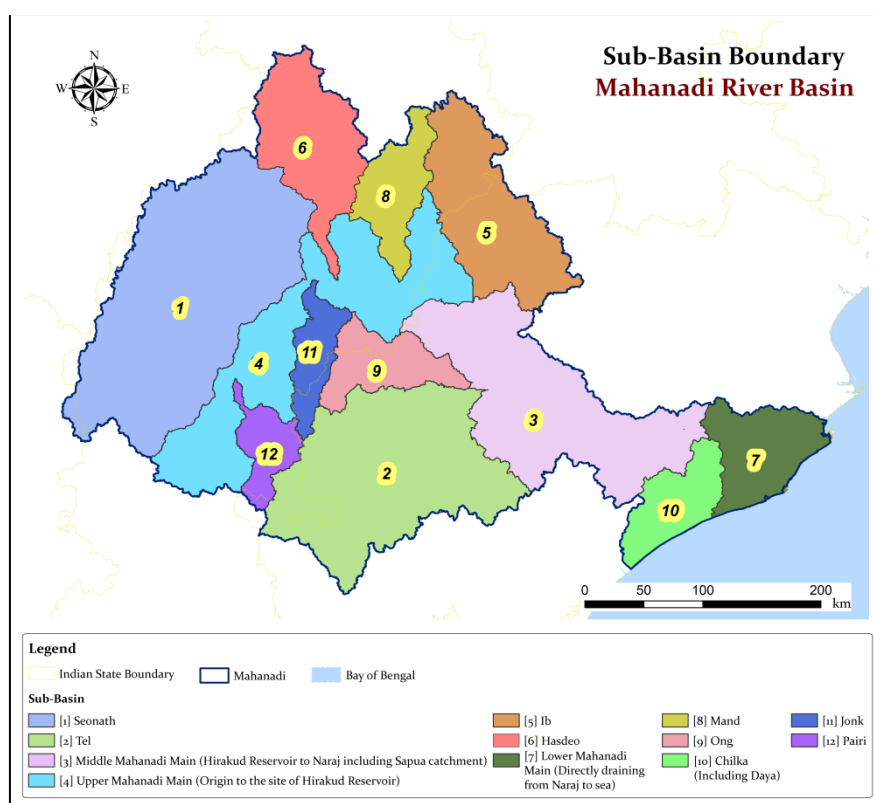 Sub-Basin Boundary
Mahanadi River Basin
N
W E
S
6
8
5
1
11
4
9
3
12
2
7
10
0 50 100 200
km
Legend
Indian State Boundary Mahanadi Bay of Bengal
Sub-Basin
[1] Seonath [5] Ib [8] Mand [11] Jonk
[2] Tel [6] Hasdeo [9] Ong [12] Pairi
[3] Middle Mahanadi Main (Hirakud Reservoir to Naraj including Sapua catchment) [7] Lower Mahanadi [10] Chilka
[4] Upper Mahanadi Main (Origin to the site of Hirakud Reservoir) Main (Directly draining (Including Daya)
from Naraj to sea)